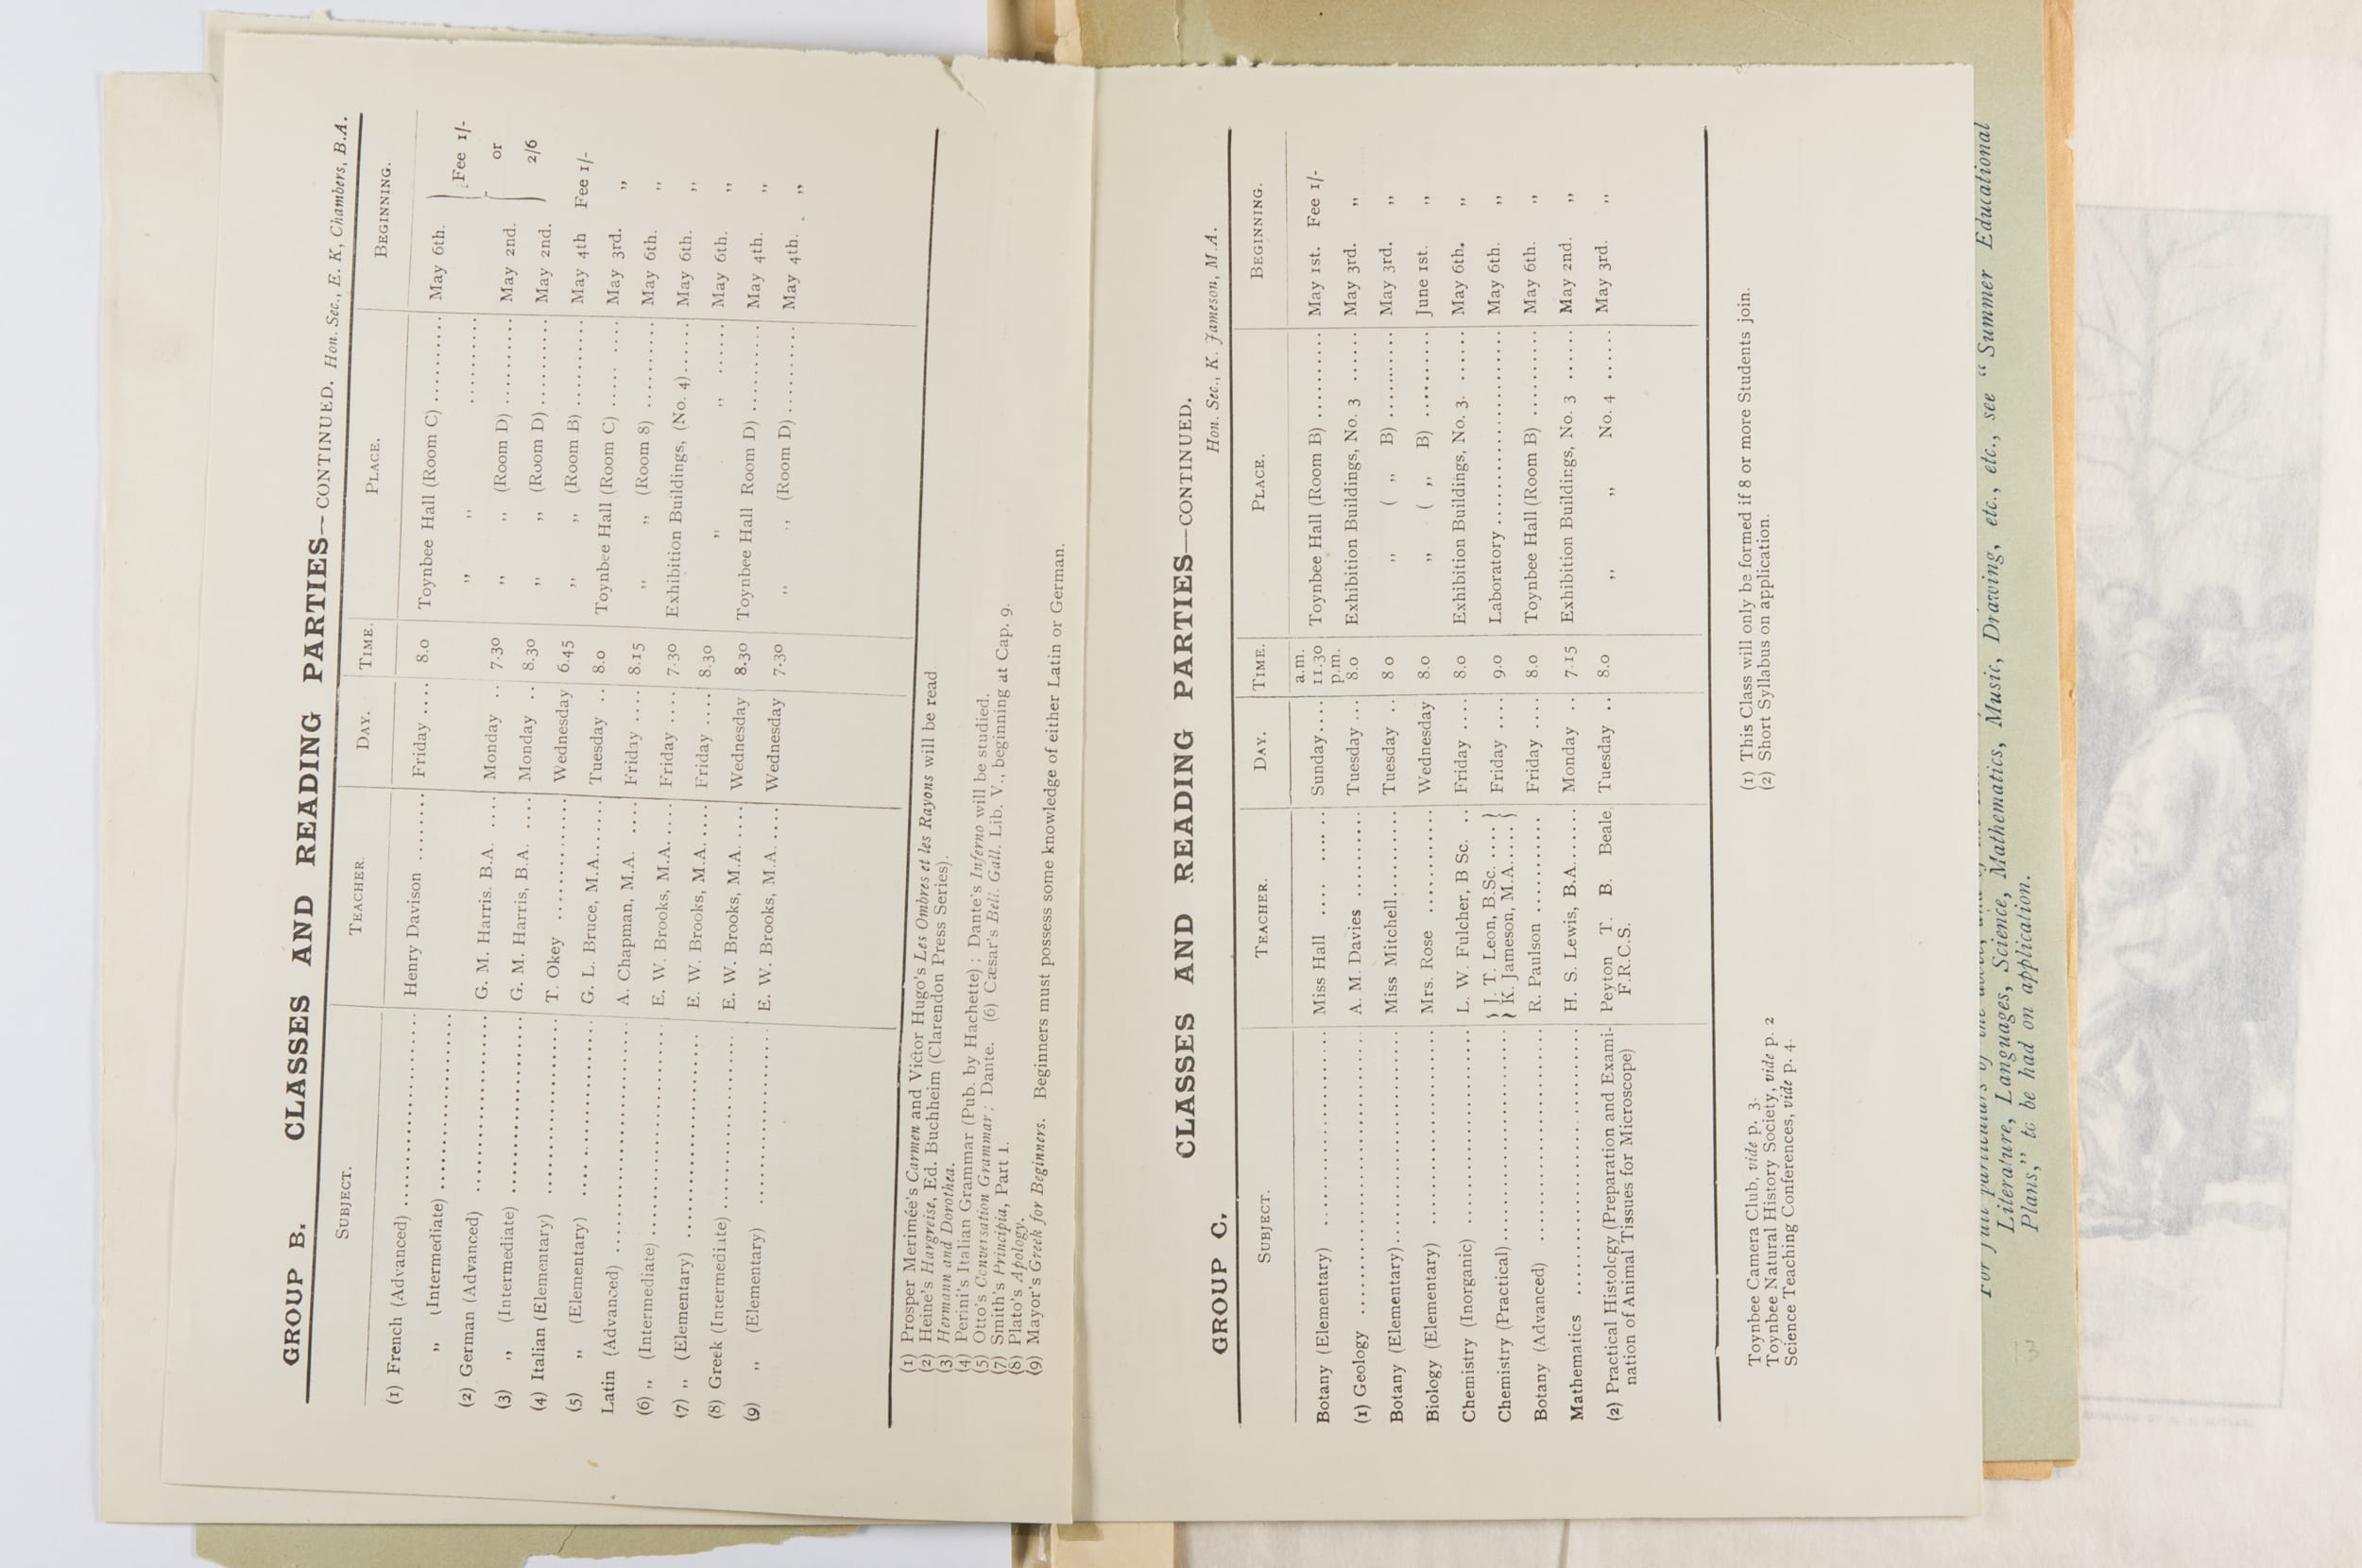 GROUP B. CLASSES AND READING PARTIES—CONTINUED. Hon. Sec., E. K, Chambers, B.A.
SUBJECT. TEACHER. DAY. TIME. PLACE. BEGINNING.
(1) French (Advanced) .......... Henry Davison ........ Friday .... 8.0 Toynbee Hall (Room C) .......... May 6th. } Fee 1/-
„ (Intermediate) .......... „ „ ..........
(2) German (Advanced) .......... G. M. Harris. B.A. .... Monday .. 7.30 „ „ (Room D) .......... May 2nd. { or
(3) „ (Intermediate) .......... G. M. Harris, B.A. .... Monday .. 8.30 „ „ (Room D) .......... May 2nd. } 2/6
(4) Italian (Elementary) .......... T. Okey .......... Wednesday 6.45 „ „ (Room B) .......... May 4th Fee 1/-
(5) „ (Elementary) .......... G. L. Bruce, M.A....... Tuesday .. 8.0 Toynbee Hall (Room C) ...... .... May 3rd. „
Latin (Advanced) .......... A. Chapman, M.A. .... Friday .... 8.15 „ „ (Room 8) .......... May 6th. „
(6) „ (Intermediate) .......... E. W. Brooks, M.A..... Friday .... 7.30 Exhibition Buildings, (No. 4)...... May 6th. „
(7) „ (Elementary) .......... E. W. Brooks, M.A..... Friday .... 8.30 „ „ ...... May 6th. „
(8) Greek (Intermediate) .......... E. W. Brooks, M.A..... Wednesday 8.30 Toynbee Hall Room D) .......... May 4th. „
(9) „ (Elementary) .......... E. W. Brooks, M.A..... Wednesday 7.30 „ „ (Room D).......... May 4th. „
(1) Prosper Merimée's Carmen and Victor Hugo's Les Ombres et les Rayons will be read
(2) Heine's Hargreise, Ed. Buchheim (Clarendon Press Series).
(3) Hermann and Dorothea.
(4) Perini's Italian Grammar (Pub. by Hachette) ; Dante's Inferno will be studied.
(5) Otto's Conversation Grammar; Dante. (6) Cæsar's Bell. Gall. Lib. V., beginning at Cap. 9.
(7) Smith's Principia, Part 1.
(8) Plato's Apology.
(9) Mayor's Greek for Beginners. Beginners must possess some knowledge of either Latin or German.
GROUP C. CLASSES AND READING PARTIES—CONTINUED.
Hon. Sec., K. Jameson, M.A.
SUBJECT. TEACHER. DAY. TIME. PLACE. BEGINNING.
a.m.
Botany (Elementary) .......... Miss Hall .... .... .. Sunday.... 11.30 Toynbee Hall (Room B) .......... May 1st. Fee 1/-
p.m.
(1) Geology .......... A. M. Davies .......... Tuesday ... 8.0 Exhibition Buildings, No. 3 ...... May 3rd. „
Botany (Elementary).......... Miss Mitchell.......... Tuesday .. 8 0 „ ( „ B) .......... May 3rd. „
Biology (Elementary) .......... Mrs. Rose .......... Wednesday 8.0 „ ( „ B) .......... June 1st. „
Chemistry (Inorganic) .......... L. W. Fulcher, B Sc. .. Friday .... 8.0 Exhibition Buildings, No. 3. ...... May 6th. „
Chemistry (Practical).......... { J. T. Leon, B.Sc. .... } Friday .... 9.0 Laboratory.......... May 6th. „
K. Jameson, M.A.....
Botany (Advanced) .......... R. Paulson .......... Friday .... 8.0 Toynbee Hall (Room B) .......... May 6th. „
Mathematics .......... H. S. Lewis, B.A....... Monday .. 7.15 Exhibition Buildings, No. 3 ...... May 2nd. „
(2) Practical Histology (Preparation and Exami- Peyton T. B. Beale Tuesday .. 8.0 „ „ No. 4 ...... May 3rd. „
nation of Animal Tissues for Microscope) F.R.C.S.
Toynbee Camera Club, vide p. 3. (1) This Class will only be formed if 8 or more Students join.
Toynbee Natural History Society, vide p. 2 (2) Short Syllabus on application.
Science Teaching Conferences, vide p. 4.
For full particulars of the above,
Literature, Languages, Science, Mathematics, Music, Drawing, etc., etc., see "Summer Educational
Plans," to be had on application.
3